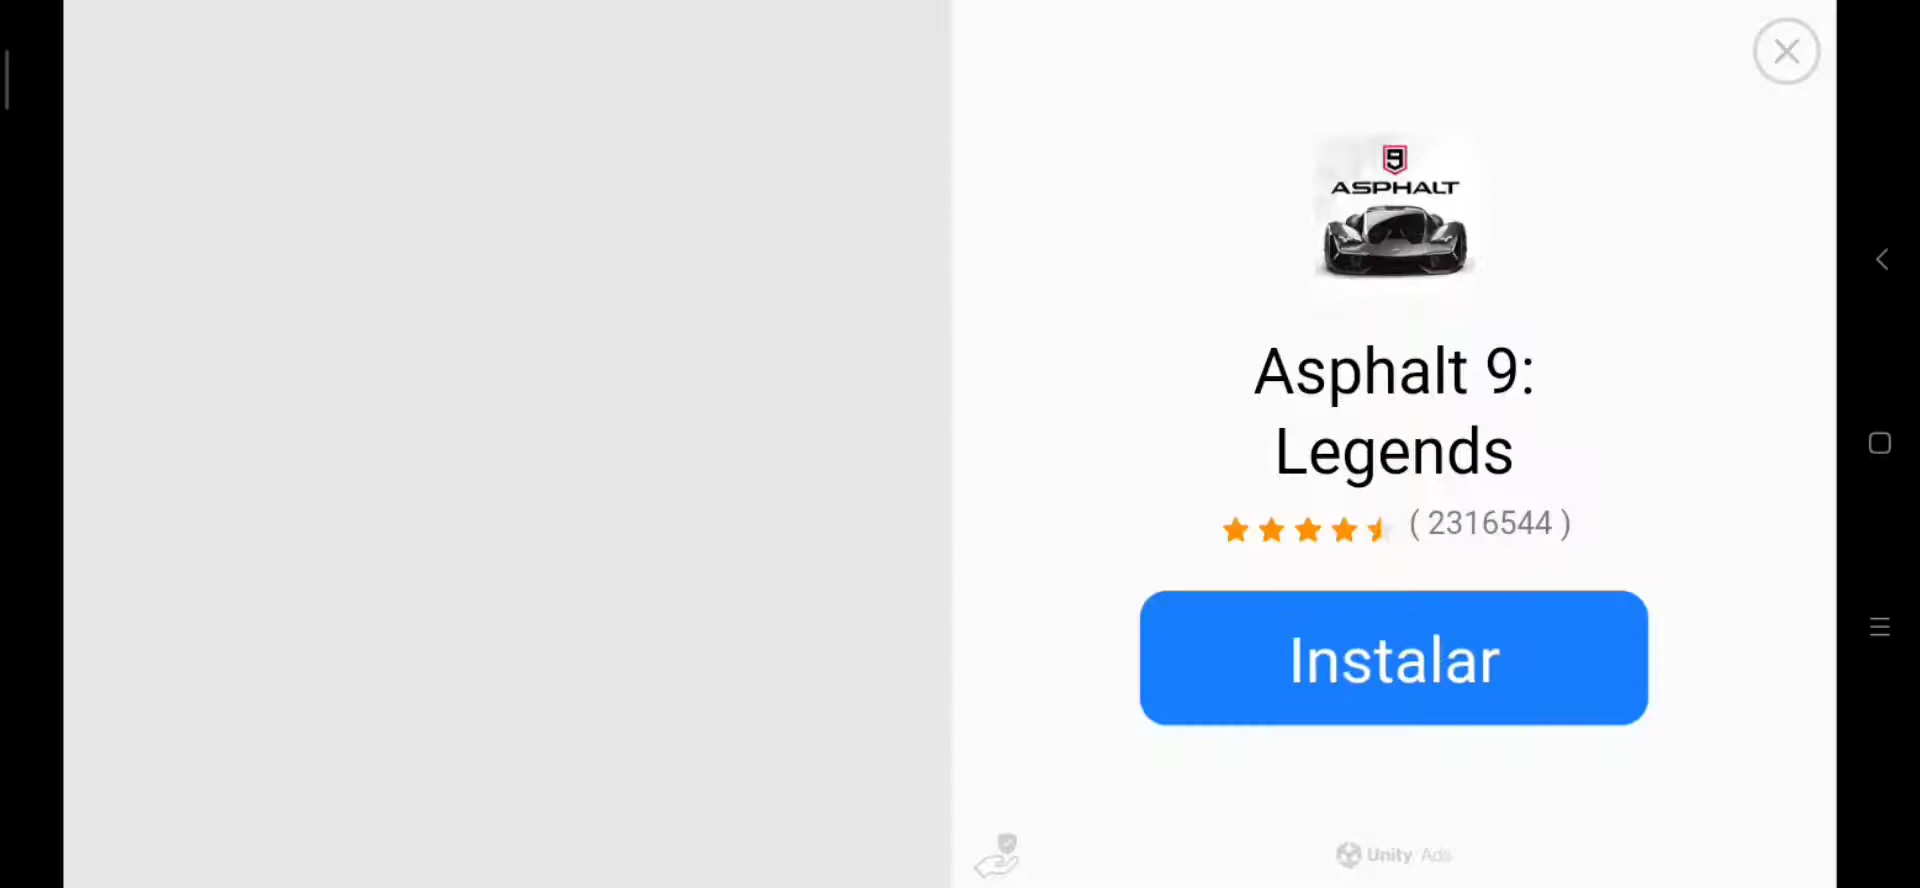 9
ASPHALT
Asphalt 9:
Legends
( 2316544 )
Instalar
Unity Ads